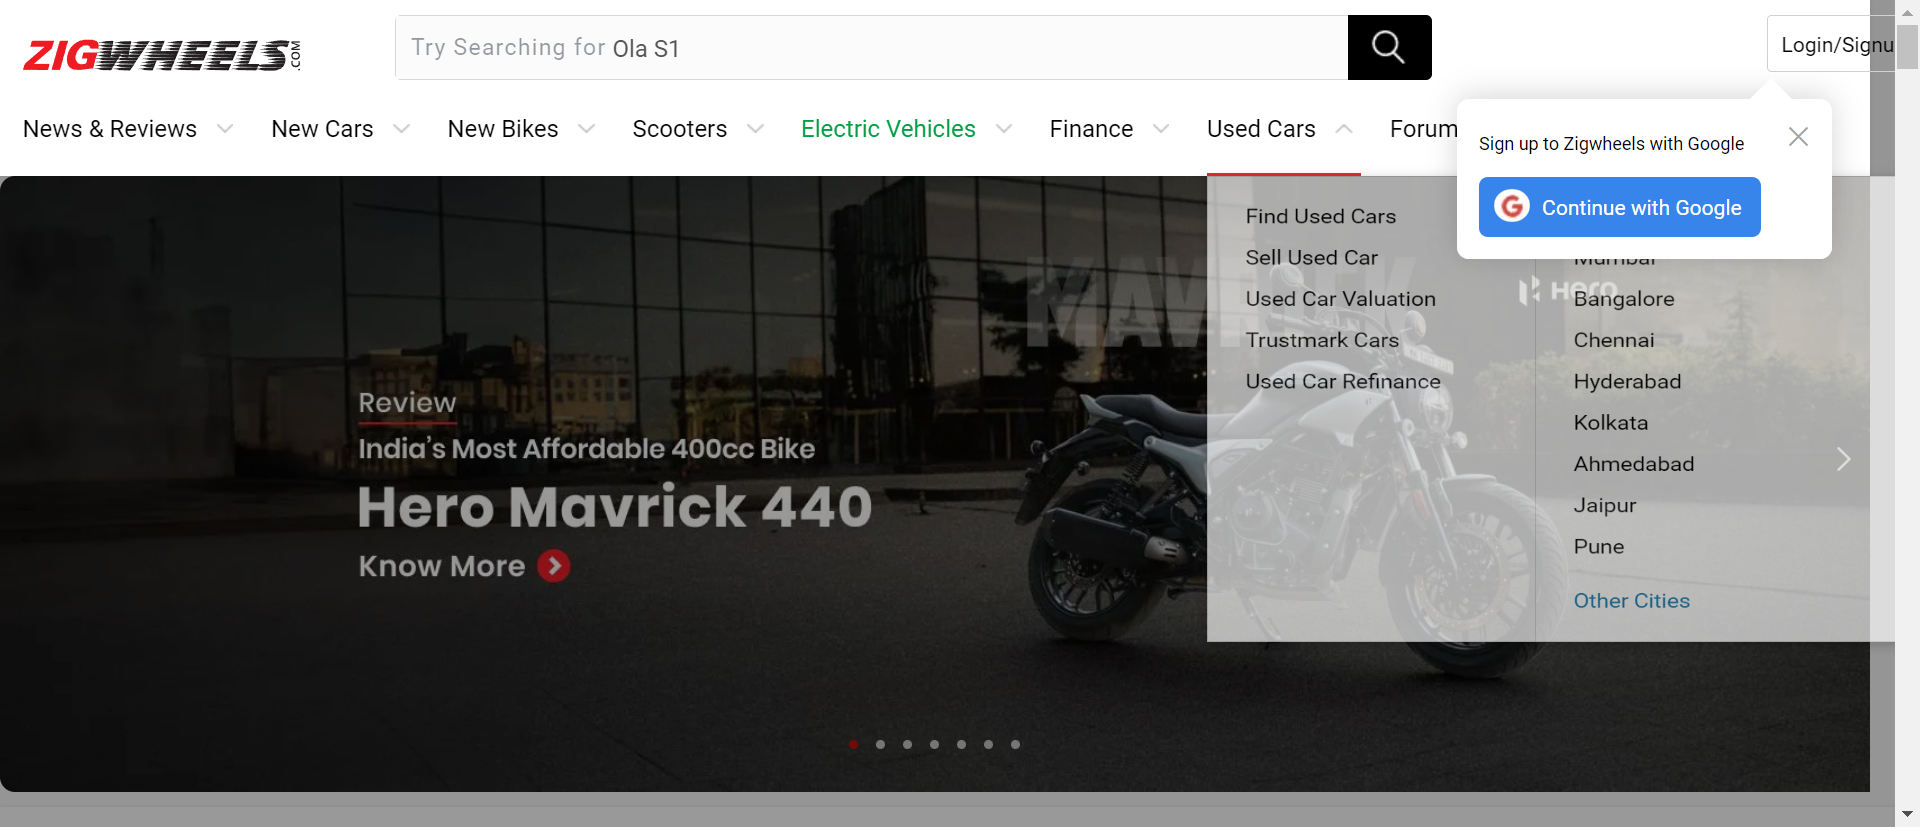 ZIGWHEELS.COM
Try Searching for Ola S1
Login/Signu
News & Reviews
New Cars
New Bikes
Scooters
Electric Vehicles
Finance
Used Cars
Forum
Sign up to Zigwheels with Google
Continue with Google
Find Used Cars
Sell Used Car
Used Car Valuation
Trustmark Cars
Used Car Refinance
Mumbai
Bangalore
Chennai
Hyderabad
Kolkata
Ahmedabad
Jaipur
Pune
Other Cities
Hero
MAVRICK
Review
India's Most Affordable 400cc Bike
Hero Mavrick 440
Know More